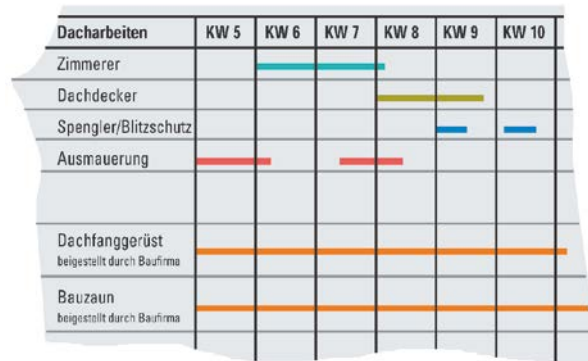 Dacharbeiten KW 5 KW 6 KW 7 KW 8 KW 9 KW 10
Zimmerer
Dachdecker
Spengler/Blitzschutz
Ausmauerung
Dachfanggerüst
beigestellt durch Baufirma
Bauzaun
beigestellt durch Baufirma